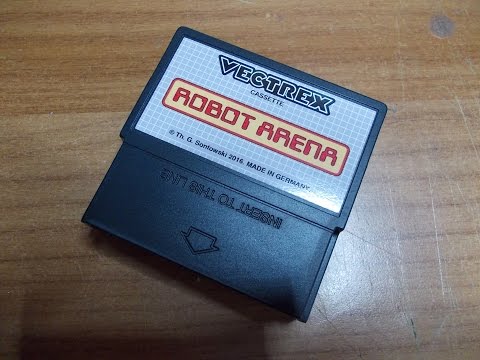 VECTREX
CASSETTE
ROBOT ARENA
© Th. G. Sontowski 2016. MADE IN GERMANY
INSERT TO THIS LINE